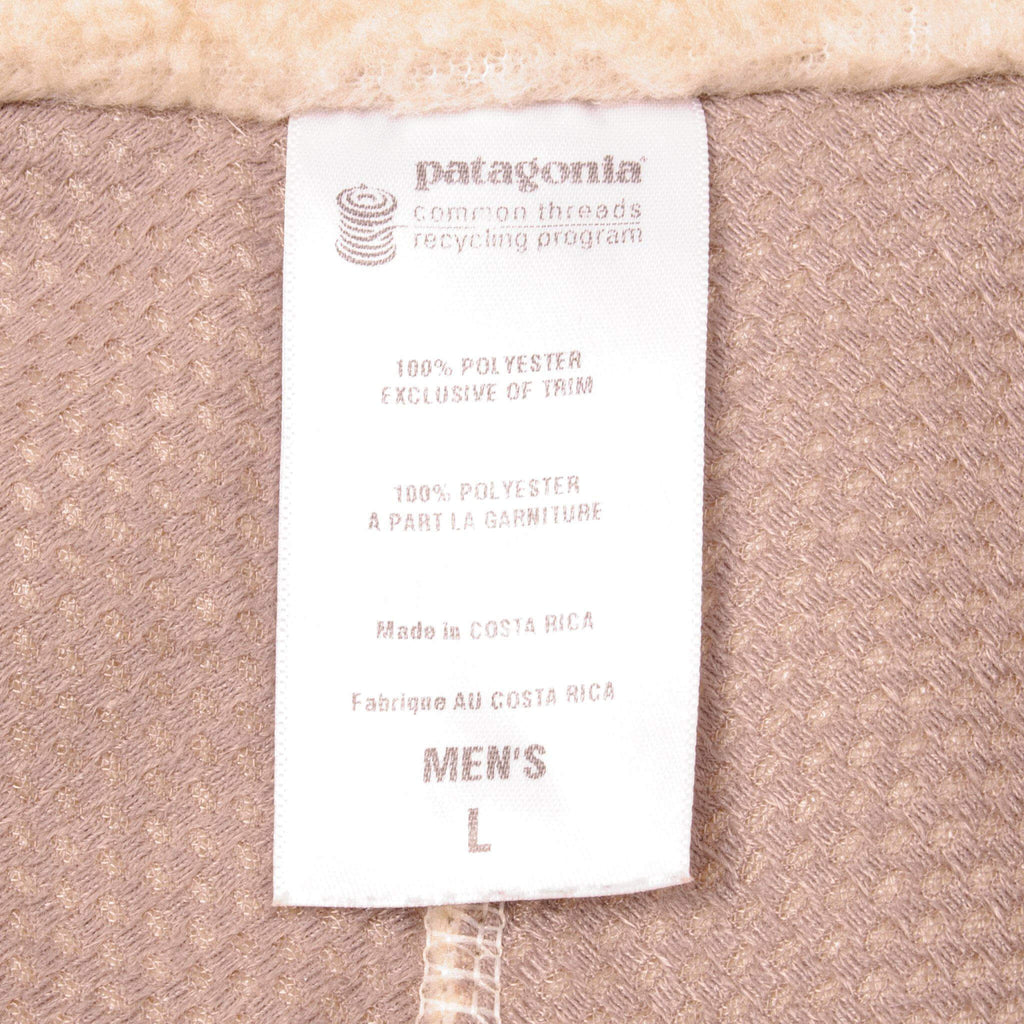 patagonia
common threads
recycling program
100% POLYESTER
EXCLUSIVE OF TRIM
100% POLYESTER
A PART LA GARNITURE
Made in COSTA RICA
Fabrique AU COSTA RICA
MEN'S
L